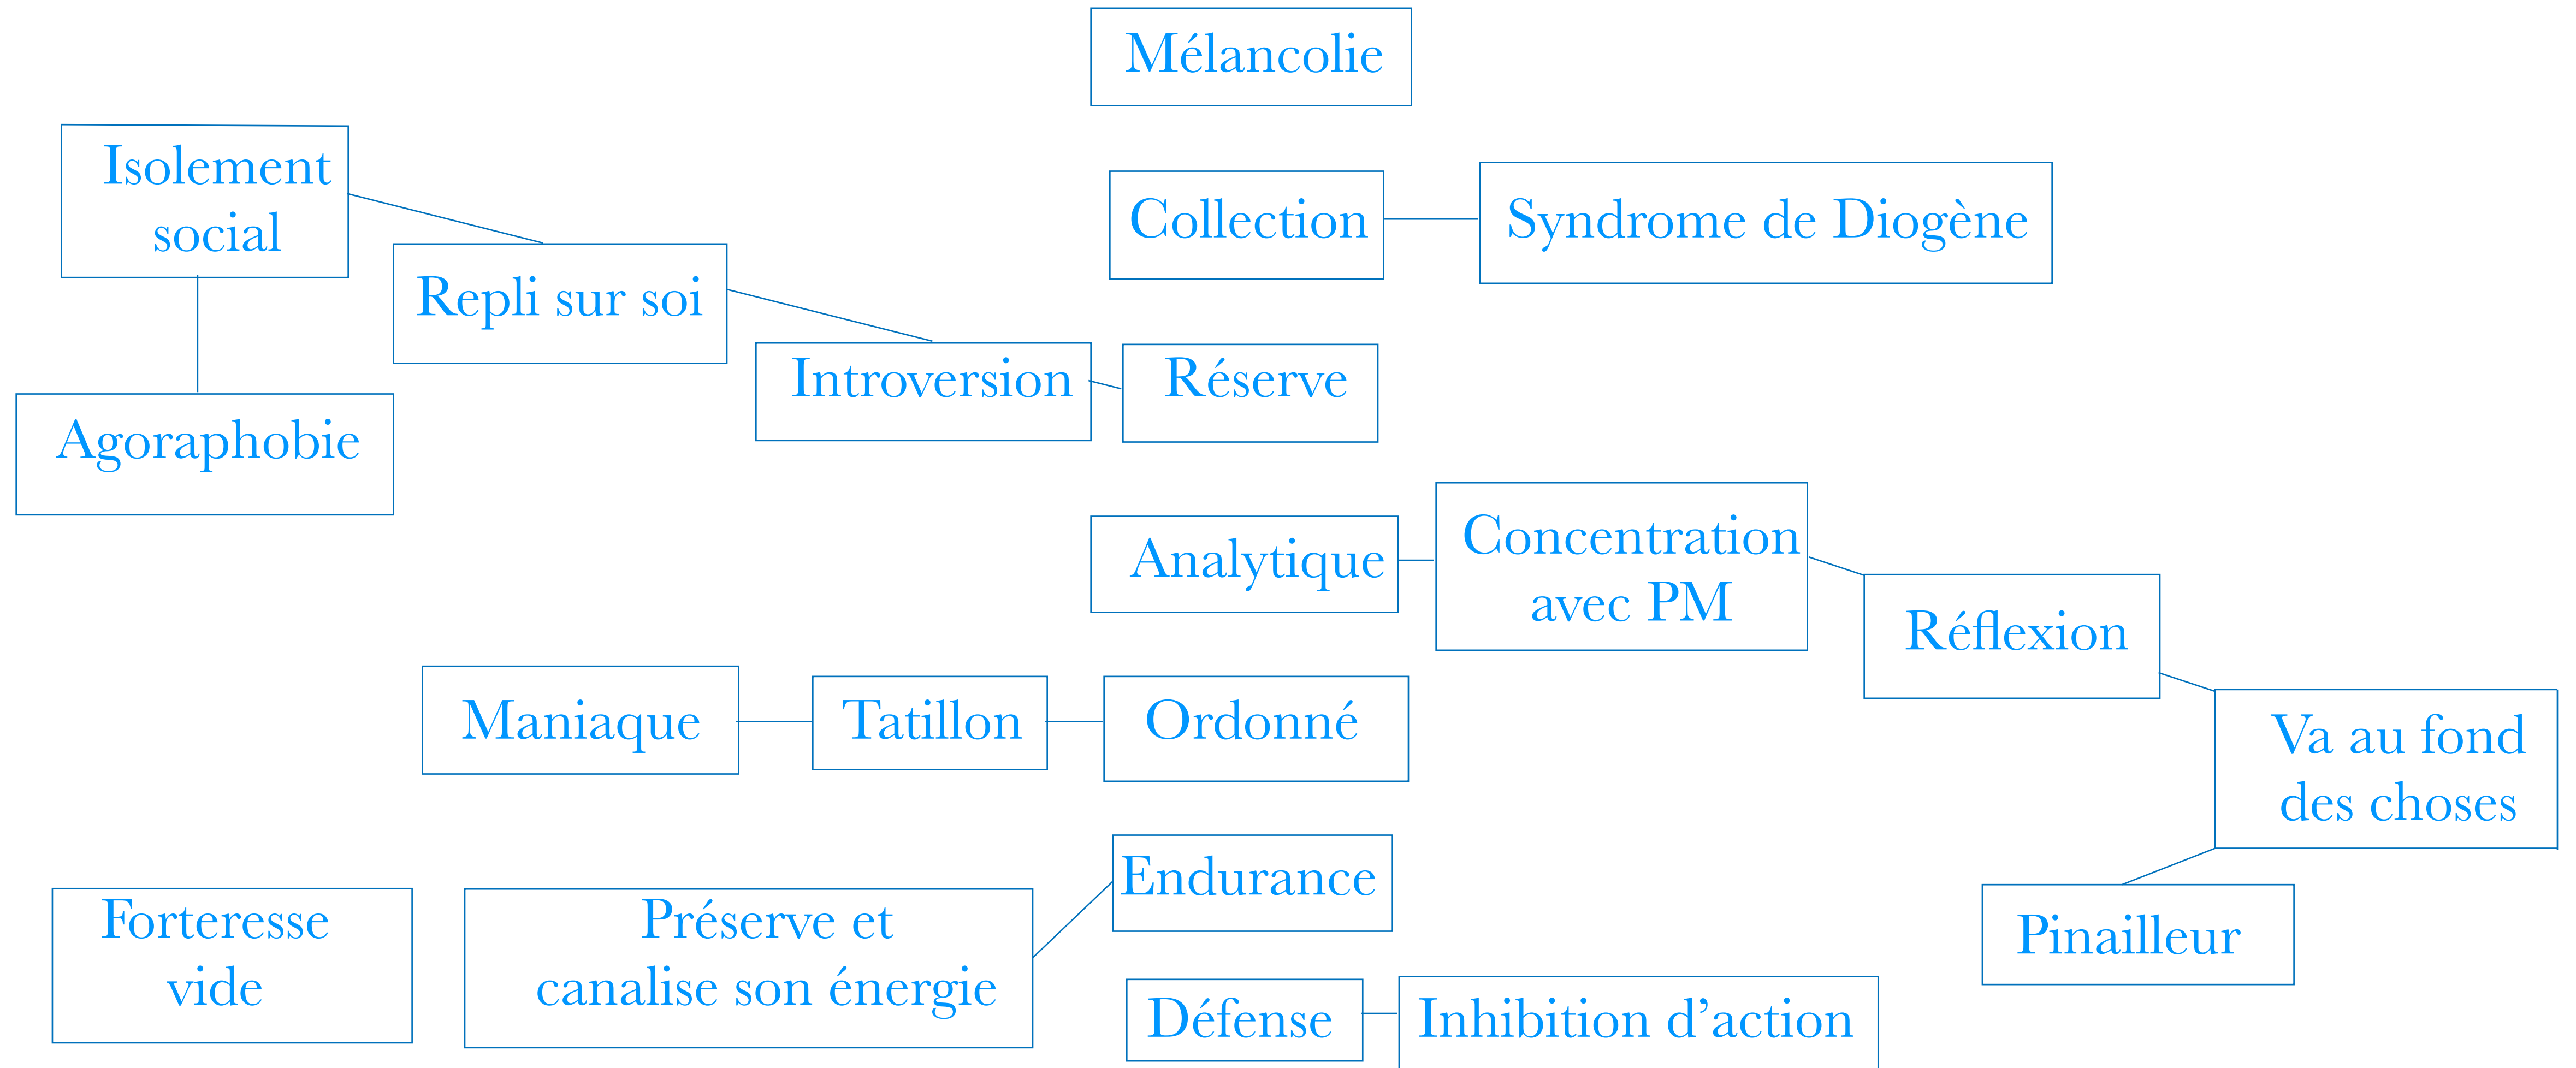 Mélancolie
Isolement
social
Collection
Syndrome de Diogène
Repli sur soi
Introversion
Réserve
Agoraphobie
Analytique
Concentration
avec PM
Réflexion
Maniaque
Tatillon
Ordonné
Va au fond
des choses
Endurance
Forteresse
vide
Préserve et
canalise son énergie
Pinailleur
Défense
Inhibition d’action